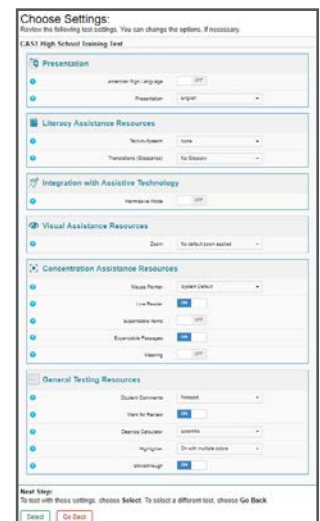 Choose Settings:
Review the following test settings. You can change the options, if necessary.
CAST High School Training Test
Presentation
American Sign Language OFF
Presentation English
Literacy Assistance Resources
Text-to-Speech None
Translations (Glossaries) No Glossary
Integration with Assistive Technology
Permissive Mode OFF
Visual Assistance Resources
Zoom No default zoom applied
Concentration Assistance Resources
Mouse Pointer System Default
Line Reader ON
Expandable Items OFF
Expandable Passages ON
Masking OFF
General Testing Resources
Student Comments Notepad
Mark for Review ON
Desmos Calculator Scientific
Highlighter On with multiple colors
Strikethrough ON
Next Step:
To test with these settings, choose Select. To select a different test, choose Go Back.
Select Go Back